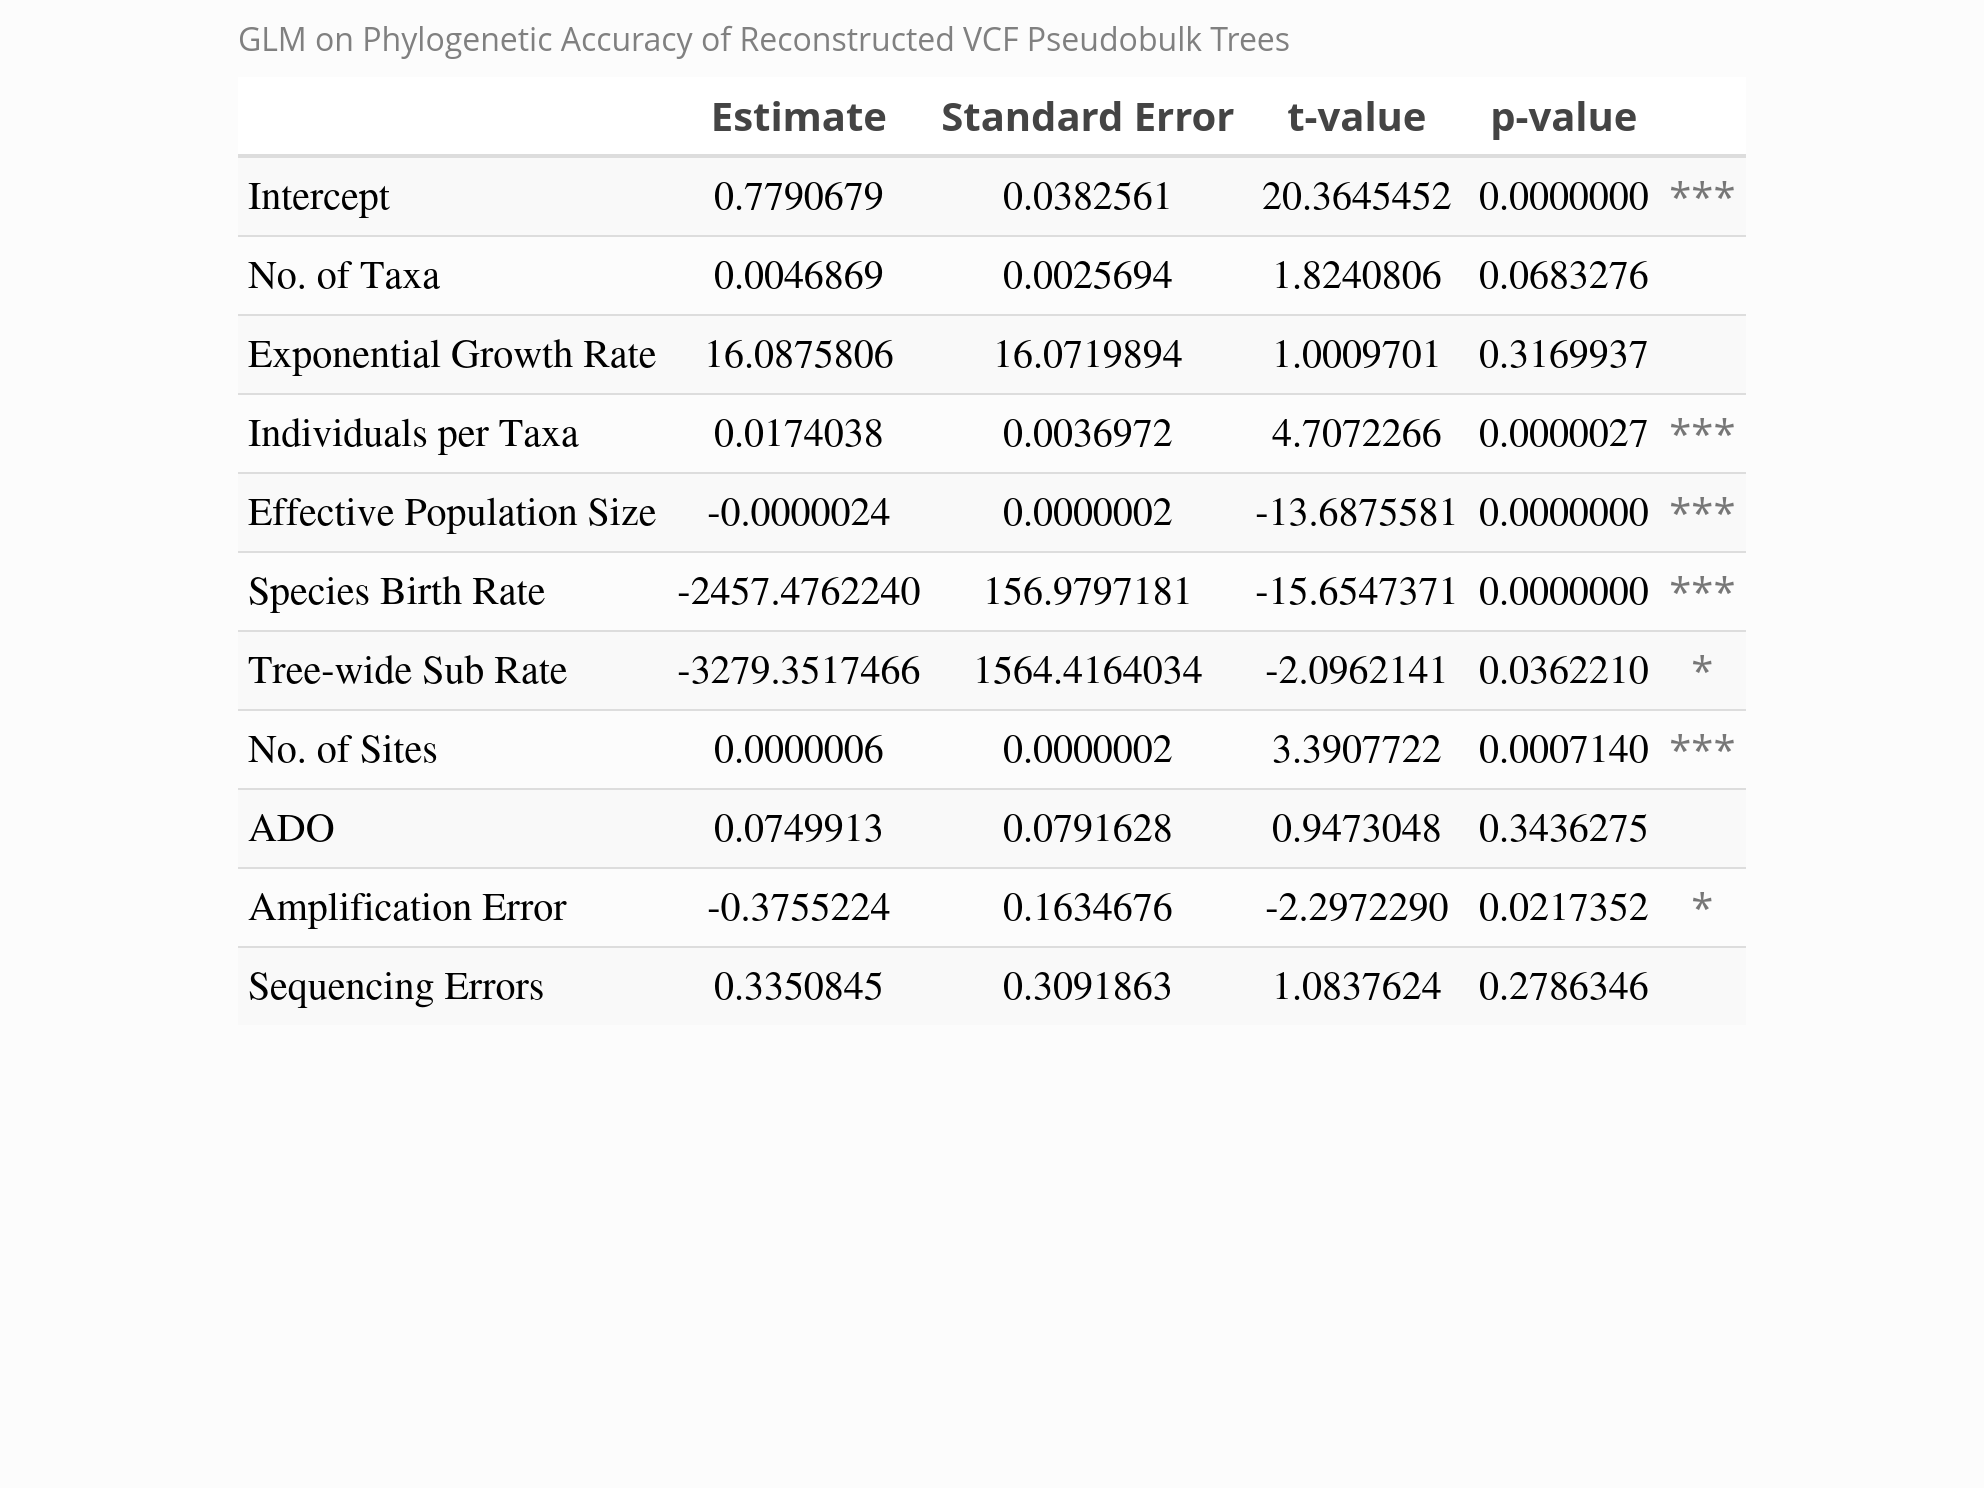 GLM on Phylogenetic Accuracy of Reconstructed VCF Pseudobulk Trees
Estimate Standard Error t-value p-value
Intercept 0.7790679 0.0382561 20.3645452 0.0000000 ***
No. of Taxa 0.0046869 0.0025694 1.8240806 0.0683276
Exponential Growth Rate 16.0875806 16.0719894 1.0009701 0.3169937
Individuals per Taxa 0.0174038 0.0036972 4.7072266 0.0000027 ***
Effective Population Size -0.0000024 0.0000002 -13.6875581 0.0000000 ***
Species Birth Rate -2457.4762240 156.9797181 -15.6547371 0.0000000 ***
Tree-wide Sub Rate -3279.3517466 1564.4164034 -2.0962141 0.0362210 *
No. of Sites 0.0000006 0.0000002 3.3907722 0.0007140 ***
ADO 0.0749913 0.0791628 0.9473048 0.3436275
Amplification Error -0.3755224 0.1634676 -2.2972290 0.0217352 *
Sequencing Errors 0.3350845 0.3091863 1.0837624 0.2786346